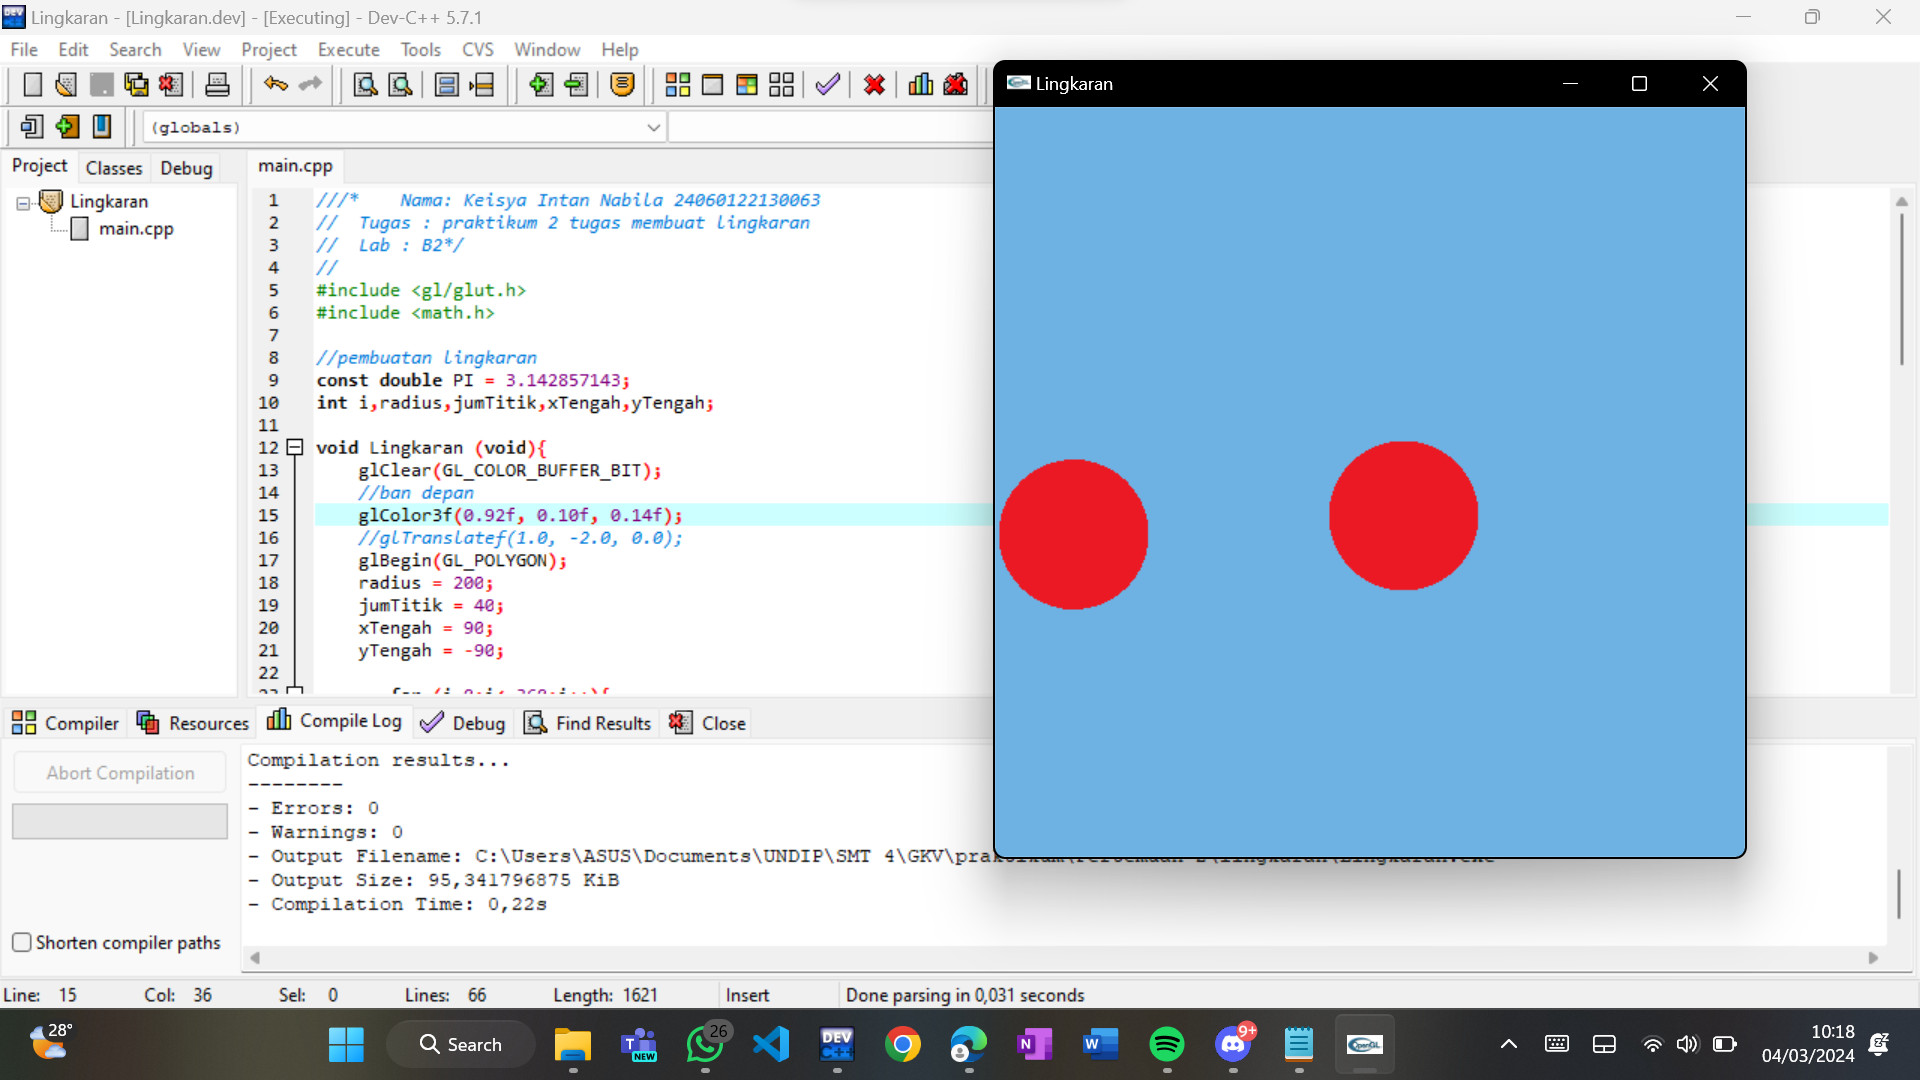 Lingkaran - [Lingkaran.dev] - [Executing] - Dev-C++ 5.7.1
File Edit Search View Project Execute Tools CVS Window Help
(globals)
Project Classes Debug
Lingkaran
main.cpp
main.cpp
1 ///* Nama: Keisya Intan Nabila 24060122130063
2 // Tugas : praktikum 2 tugas membuat lingkaran
3 // Lab : B2*/
4 //
5 #include <gl/glut.h>
6 #include <math.h>
7
8 //pembuatan lingkaran
9 const double PI = 3.142857143;
10 int i,radius,jumTitik,xTengah,yTengah;
11
12 void Lingkaran (void){
13 glClear(GL_COLOR_BUFFER_BIT);
14 //ban depan
15 glColor3f(0.92f, 0.10f, 0.14f);
16 //glTranslatef(1.0, -2.0, 0.0);
17 glBegin(GL_POLYGON);
18 radius = 200;
19 jumTitik = 40;
20 xTengah = 90;
21 yTengah = -90;
22
Lingkaran
Compiler Resources Compile Log Debug Find Results Close
Abort Compilation
Shorten compiler paths
Compilation results...
--------
- Errors: 0
- Warnings: 0
- Output Filename: C:\Users\ASUS\Documents\UNDIP\SMT 4\GKV\
- Output Size: 95,341796875 KiB
- Compilation Time: 0,22s
Line: 15 Col: 36 Sel: 0 Lines: 66 Length: 1621 Insert Done parsing in 0,031 seconds
28°
Search
NEW
26
DEV
C++
N
W
9+
OpenGL
10:18
04/03/2024